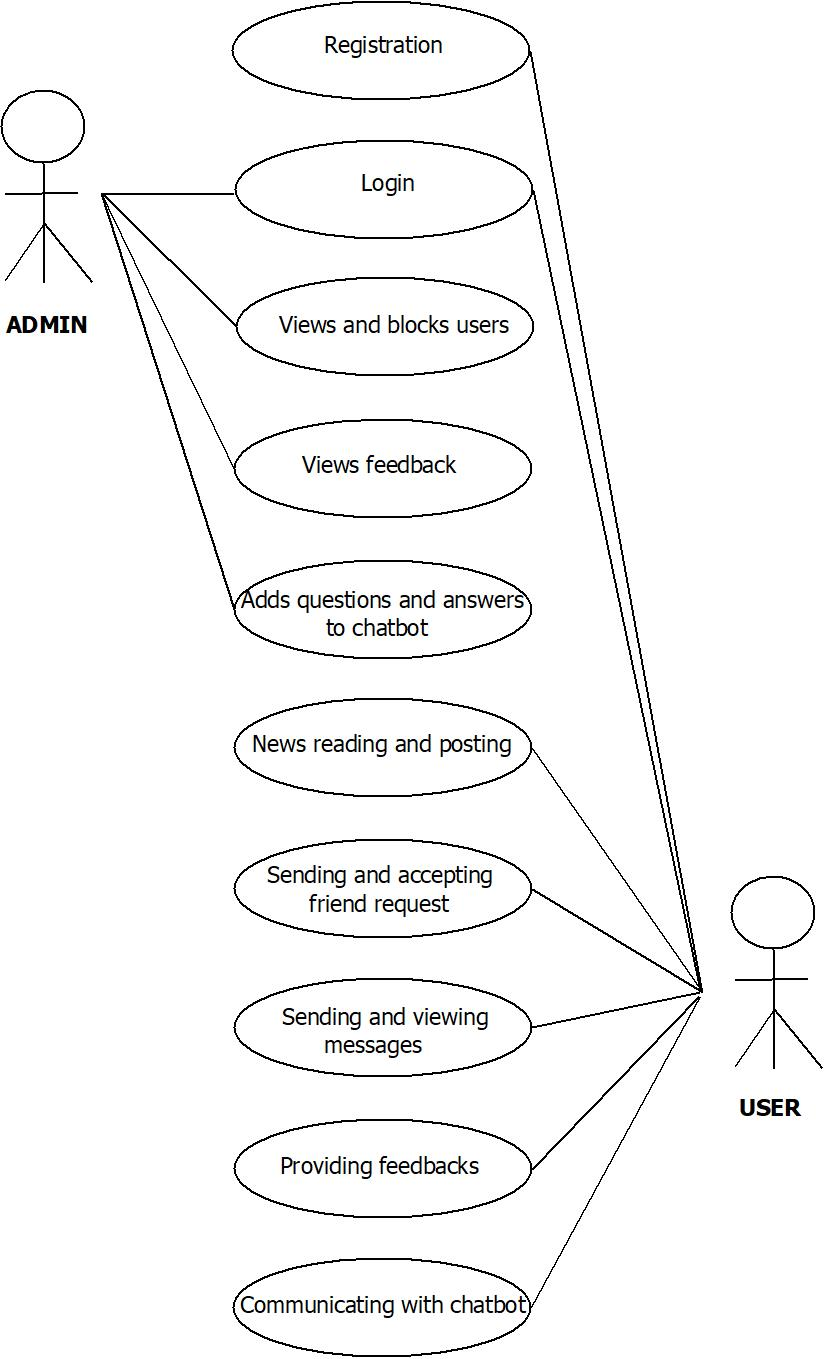 Registration
Login
ADMIN
Views and blocks users
Views feedback
Adds questions and answers
to chatbot
News reading and posting
Sending and accepting
friend request
Sending and viewing
messages
USER
Providing feedbacks
Communicating with chatbot